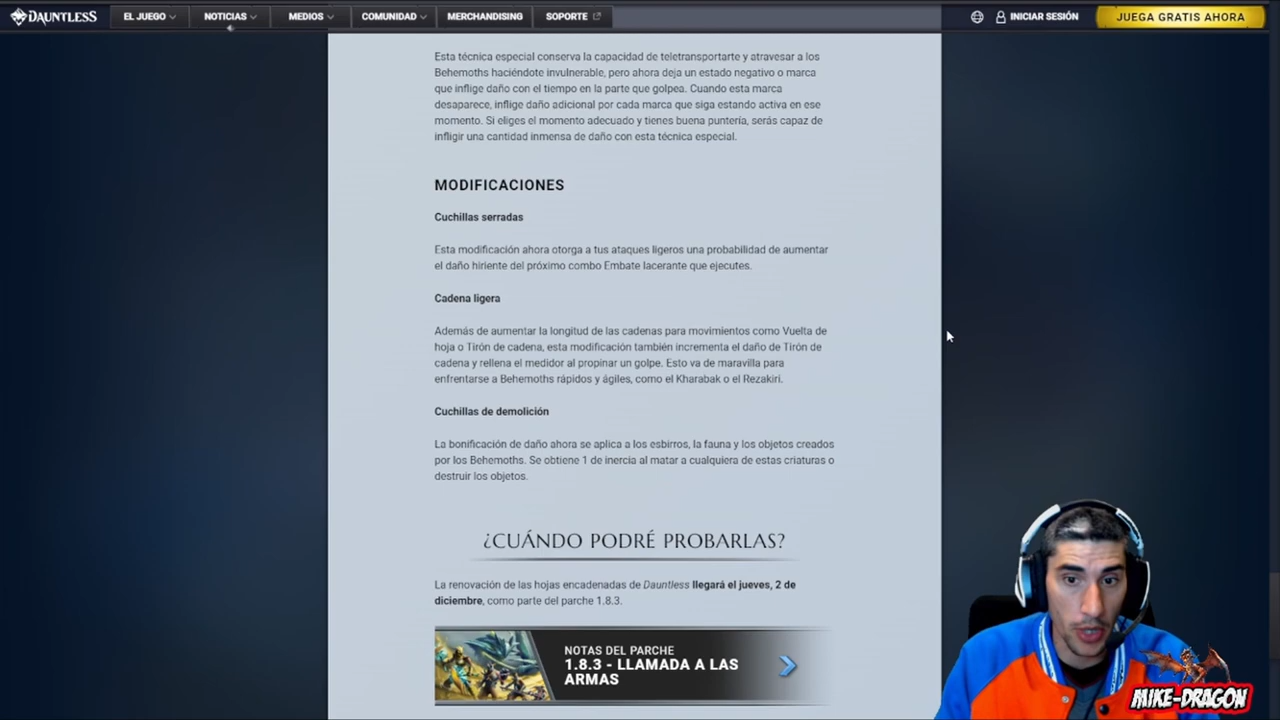 DAUNTLESS EL JUEGO NOTICIAS MEDIOS COMUNIDAD MERCHANDISING SOPORTE INICIAR SESIÓN JUEGA GRATIS AHORA
Esta técnica especial conserva la capacidad de teletransportarte y atravesar a los
Behemoths haciéndote invulnerable, pero ahora deja un estado negativo o marca
que inflige daño con el tiempo en la parte que golpea. Cuando esta marca
desaparece, inflige daño adicional por cada marca que siga estando activa en ese
momento. Si eliges el momento adecuado y tienes buena puntería, serás capaz de
infligir una cantidad inmensa de daño con esta técnica especial.
MODIFICACIONES
Cuchillas serradas
Esta modificación ahora otorga a tus ataques ligeros una probabilidad de aumentar
el daño hiriente del próximo combo Embate lacerante que ejecutes.
Cadena ligera
Además de aumentar la longitud de las cadenas para movimientos como Vuelta de
hoja o Tirón de cadena, esta modificación también incrementa el daño de Tirón de
cadena y rellena el medidor al propinar un golpe. Esto va de maravilla para
enfrentarse a Behemoths rápidos y ágiles, como el Kharabak o el Rezakiri.
Cuchillas de demolición
La bonificación de daño ahora se aplica a los esbirros, la fauna y los objetos creados
por los Behemoths. Se obtiene 1 de inercia al matar a cualquiera de estas criaturas o
destruir los objetos.
¿CUÁNDO PODRÉ PROBARLAS?
La renovación de las hojas encadenadas de Dauntless llegará el jueves, 2 de
diciembre, como parte del parche 1.8.3.
NOTAS DEL PARCHE
1.8.3 - LLAMADA A LAS
ARMAS
MIKE-DRAGON